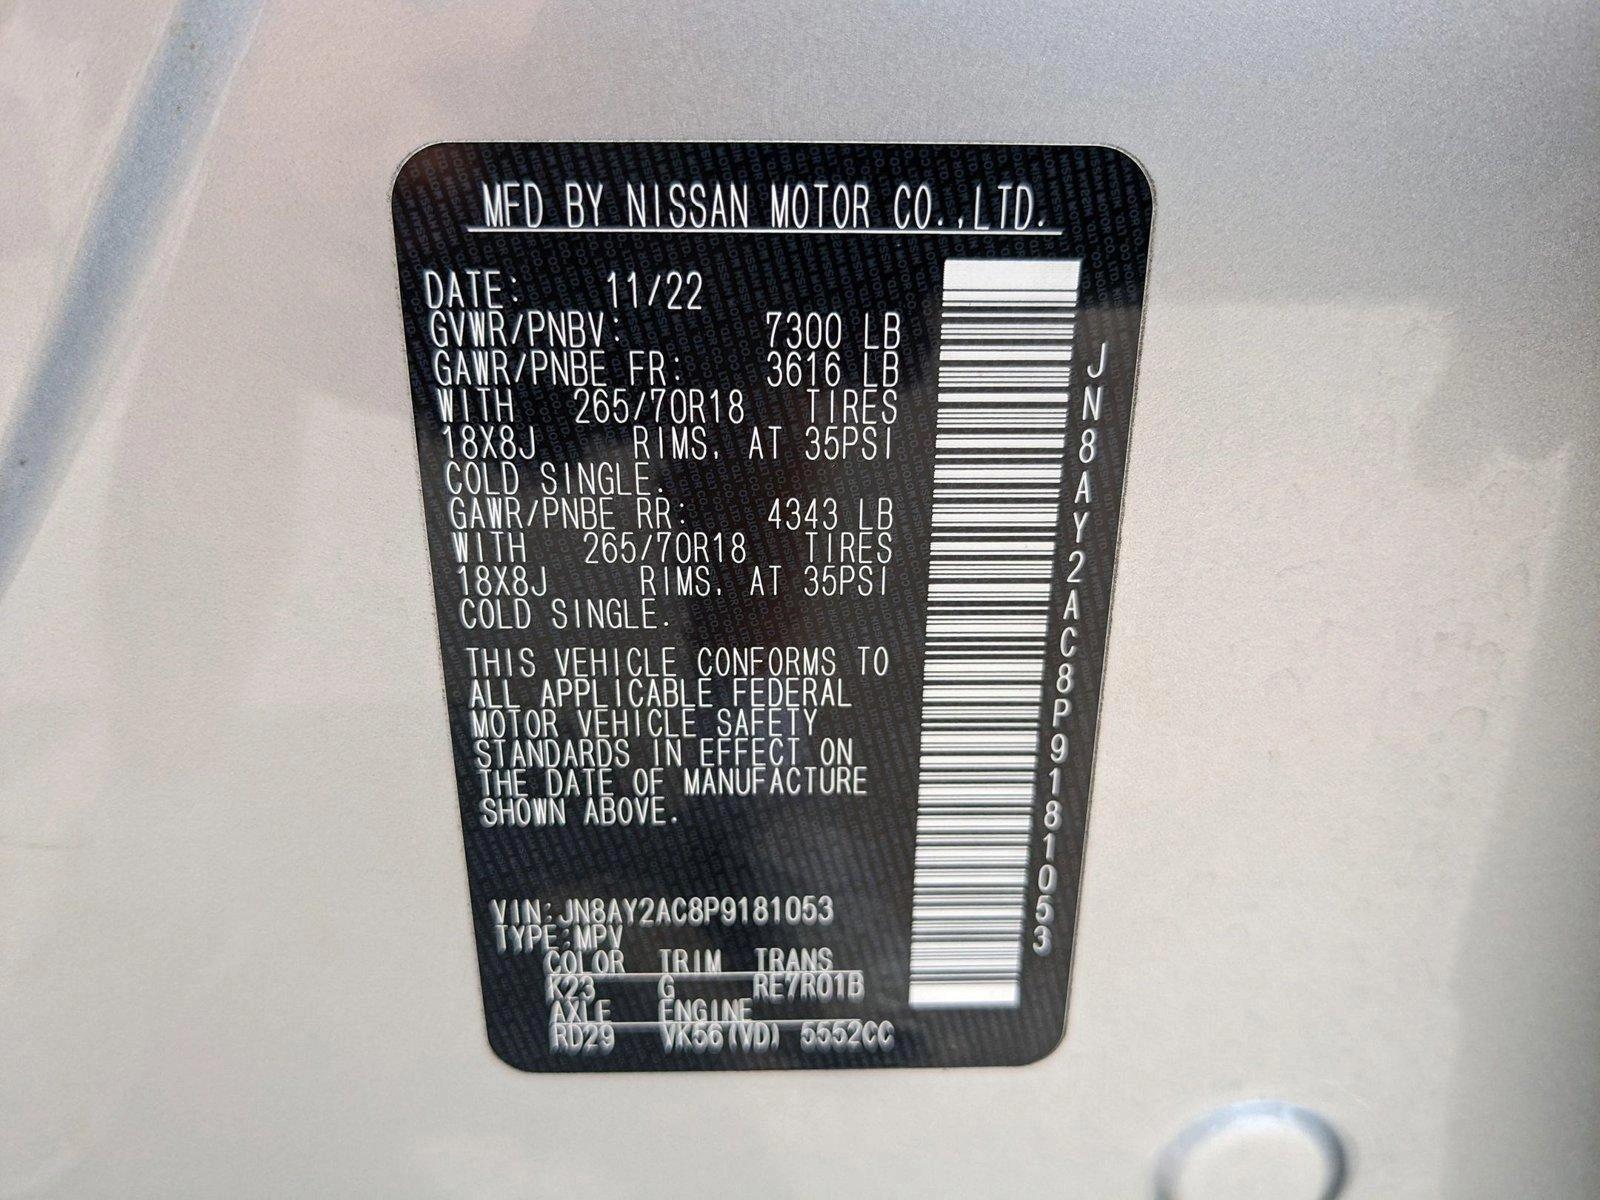 MFD BY NISSAN MOTOR CO.,LTD.
DATE: 11/22
GVWR/PNBV: 7300 LB
GAWR/PNBE FR: 3616 LB
WITH 265/70R18 TIRES
18X8J RIMS, AT 35PSI
COLD SINGLE.
GAWR/PNBE RR: 4343 LB
WITH 265/70R18 TIRES
18X8J RIMS, AT 35PSI
COLD SINGLE.
THIS VEHICLE CONFORMS TO
ALL APPLICABLE FEDERAL
MOTOR VEHICLE SAFETY
STANDARDS IN EFFECT ON
THE DATE OF MANUFACTURE
SHOWN ABOVE.
VIN:JN8AY2AC8P9181053
TYPE:MPV
COLOR TRIM TRANS
K23 G RE7R01B
AXLE ENGINE
RD29 VK56(VD) 5552CC
JN8AY2AC8P9181053